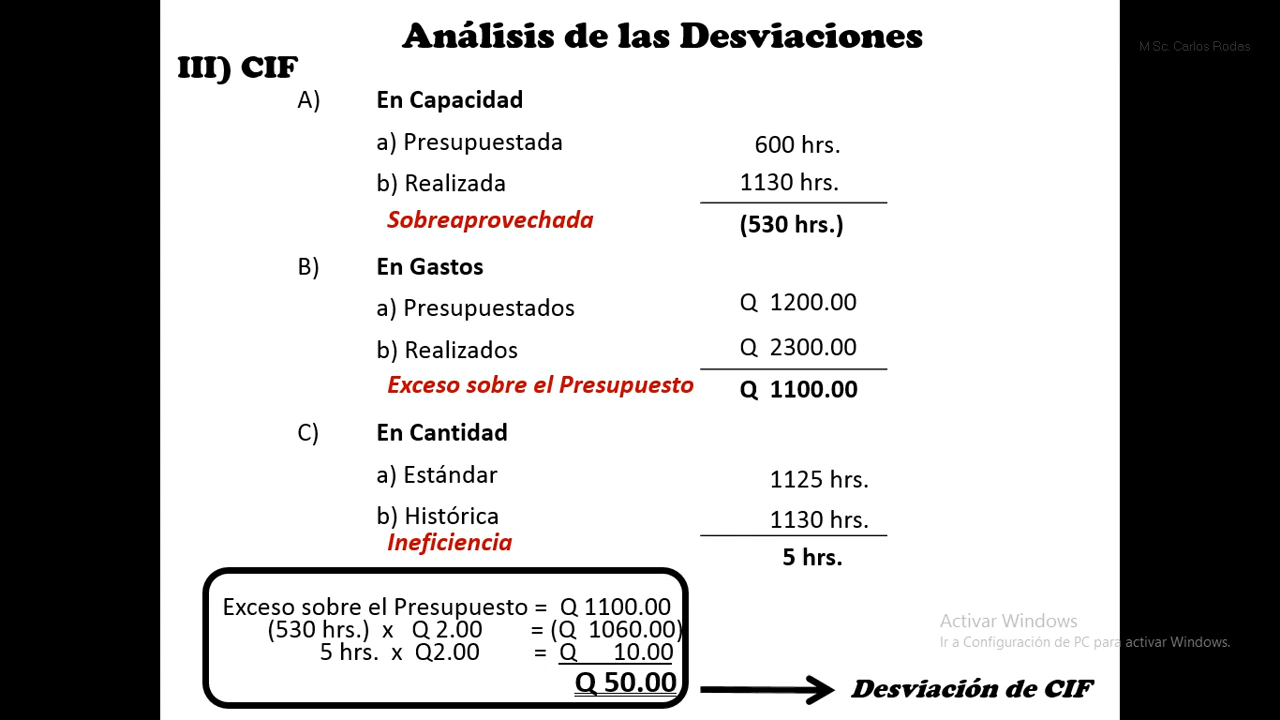 Análisis de las Desviaciones
M Sc. Carlos Rodas
III) CIF
A) En Capacidad
a) Presupuestada 600 hrs.
b) Realizada 1130 hrs.
Sobreaprovechada (530 hrs.)
B) En Gastos
a) Presupuestados Q 1200.00
b) Realizados Q 2300.00
Exceso sobre el Presupuesto Q 1100.00
C) En Cantidad
a) Estándar 1125 hrs.
b) Histórica 1130 hrs.
Ineficiencia 5 hrs.
Exceso sobre el Presupuesto = Q 1100.00
(530 hrs.) x Q 2.00 = (Q 1060.00)
5 hrs. x Q2.00 = Q 10.00
Q 50.00 Desviación de CIF
Activar Windows
Ir a Configuración de PC para activar Windows.